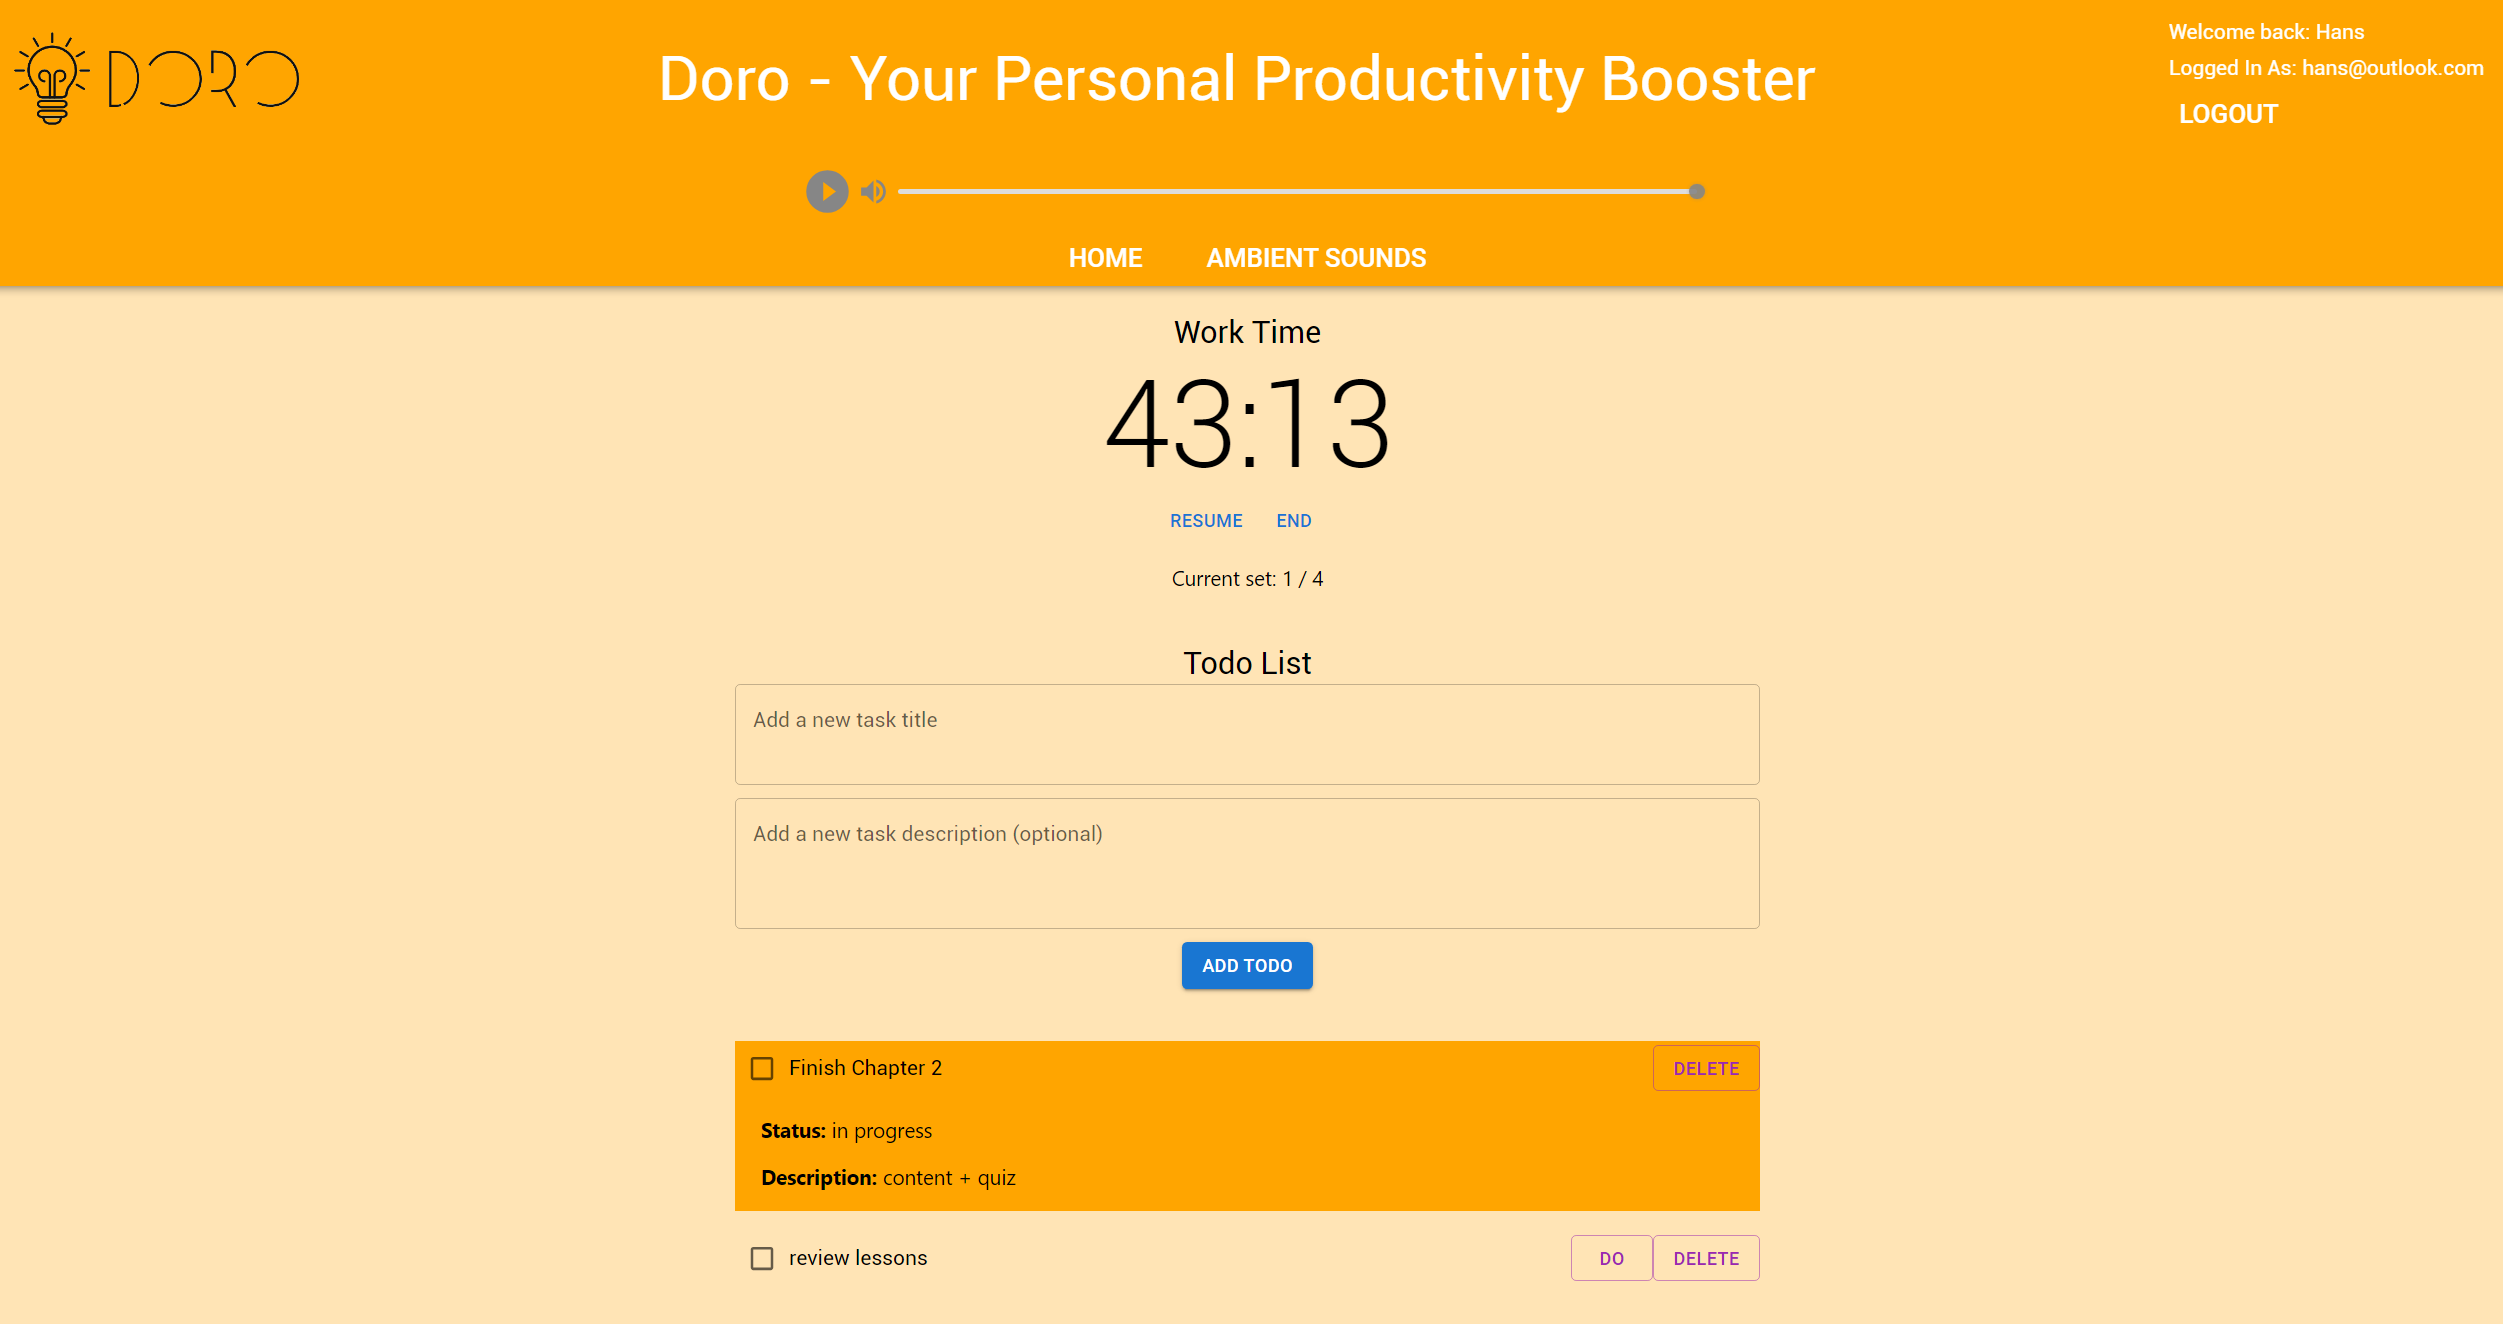 DORO
Doro - Your Personal Productivity Booster
Welcome back: Hans
Logged In As: hans@outlook.com
LOGOUT
HOME AMBIENT SOUNDS
Work Time
43:13
RESUME END
Current set: 1 / 4
Todo List
Add a new task title
Add a new task description (optional)
ADD TODO
Finish Chapter 2 DELETE
Status: in progress
Description: content + quiz
review lessons DO DELETE